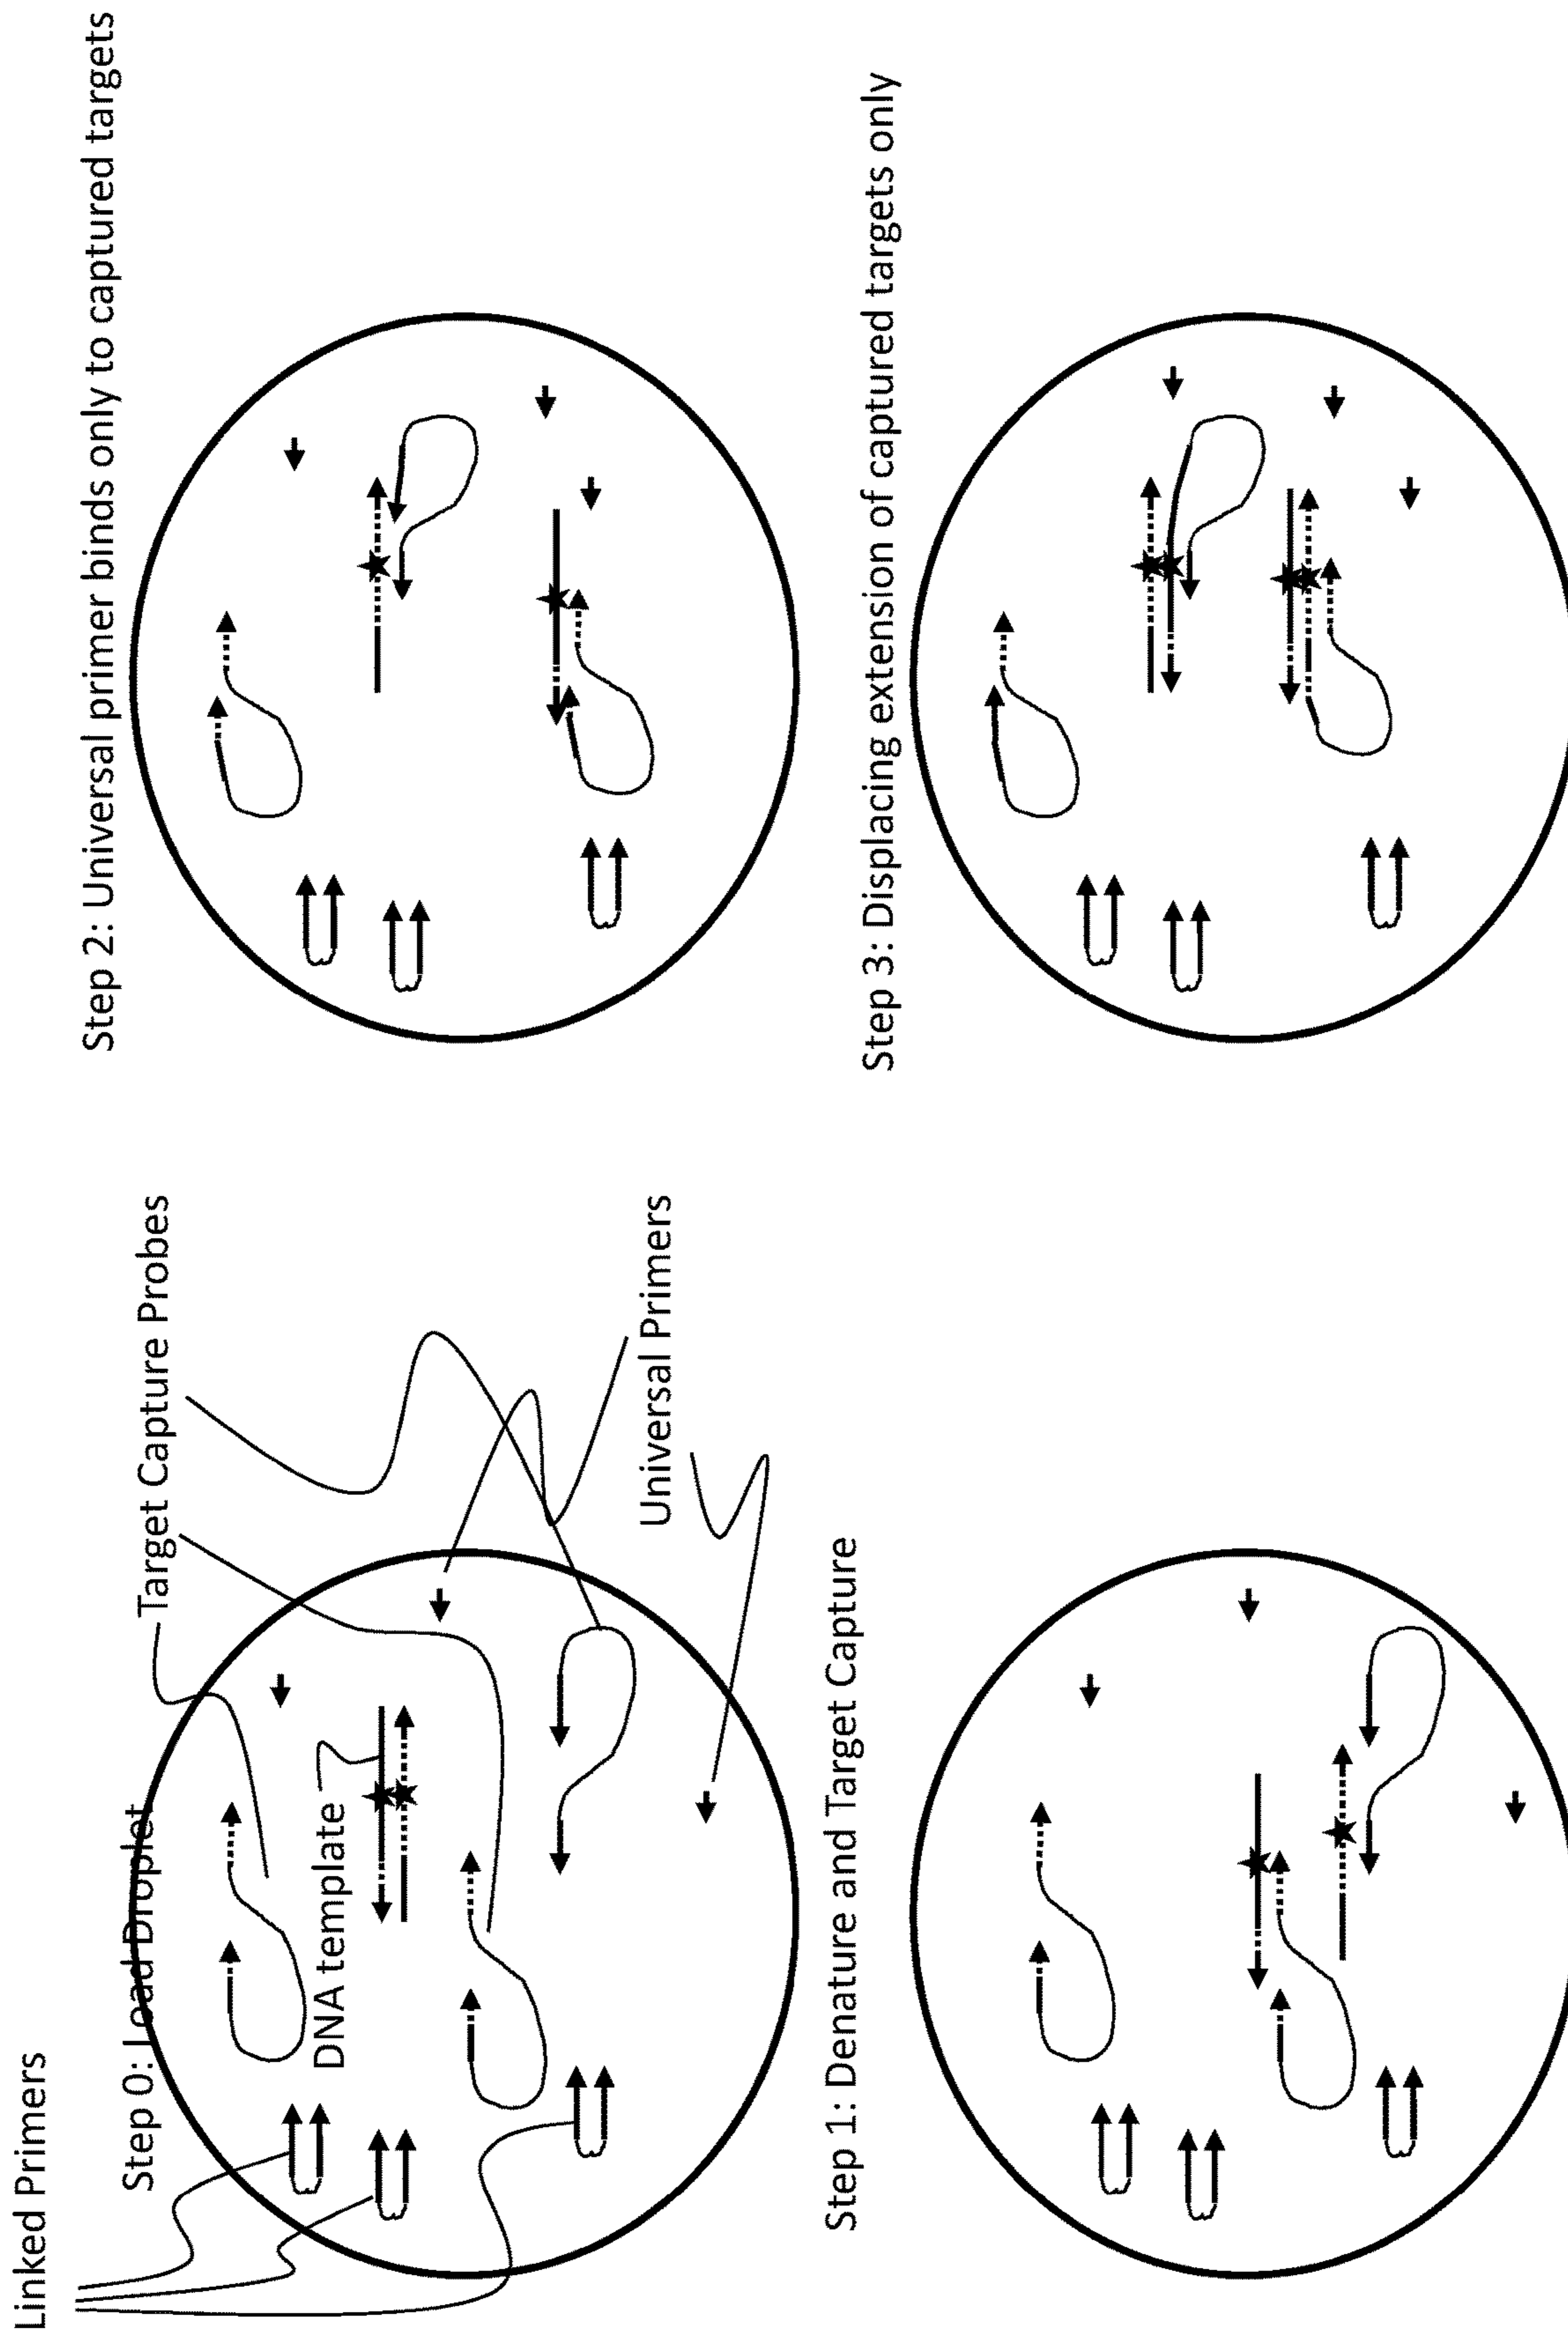 Linked Primers
Step 0: Load Droplet
Target Capture Probes
DNA template
Universal Primers
Step 1: Denature and Target Capture
Step 2: Universal primer binds only to captured targets
Step 3: Displacing extension of captured targets only